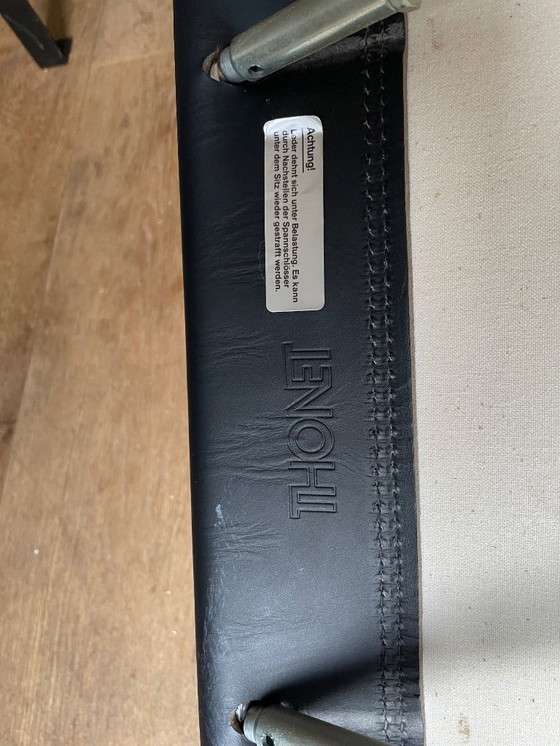 Achtung!
Leder dehnt sich unter Belastung. Es kann
durch Nachstellen der Spannschlösser
unter dem Sitz wieder gestrafft werden.
THONET